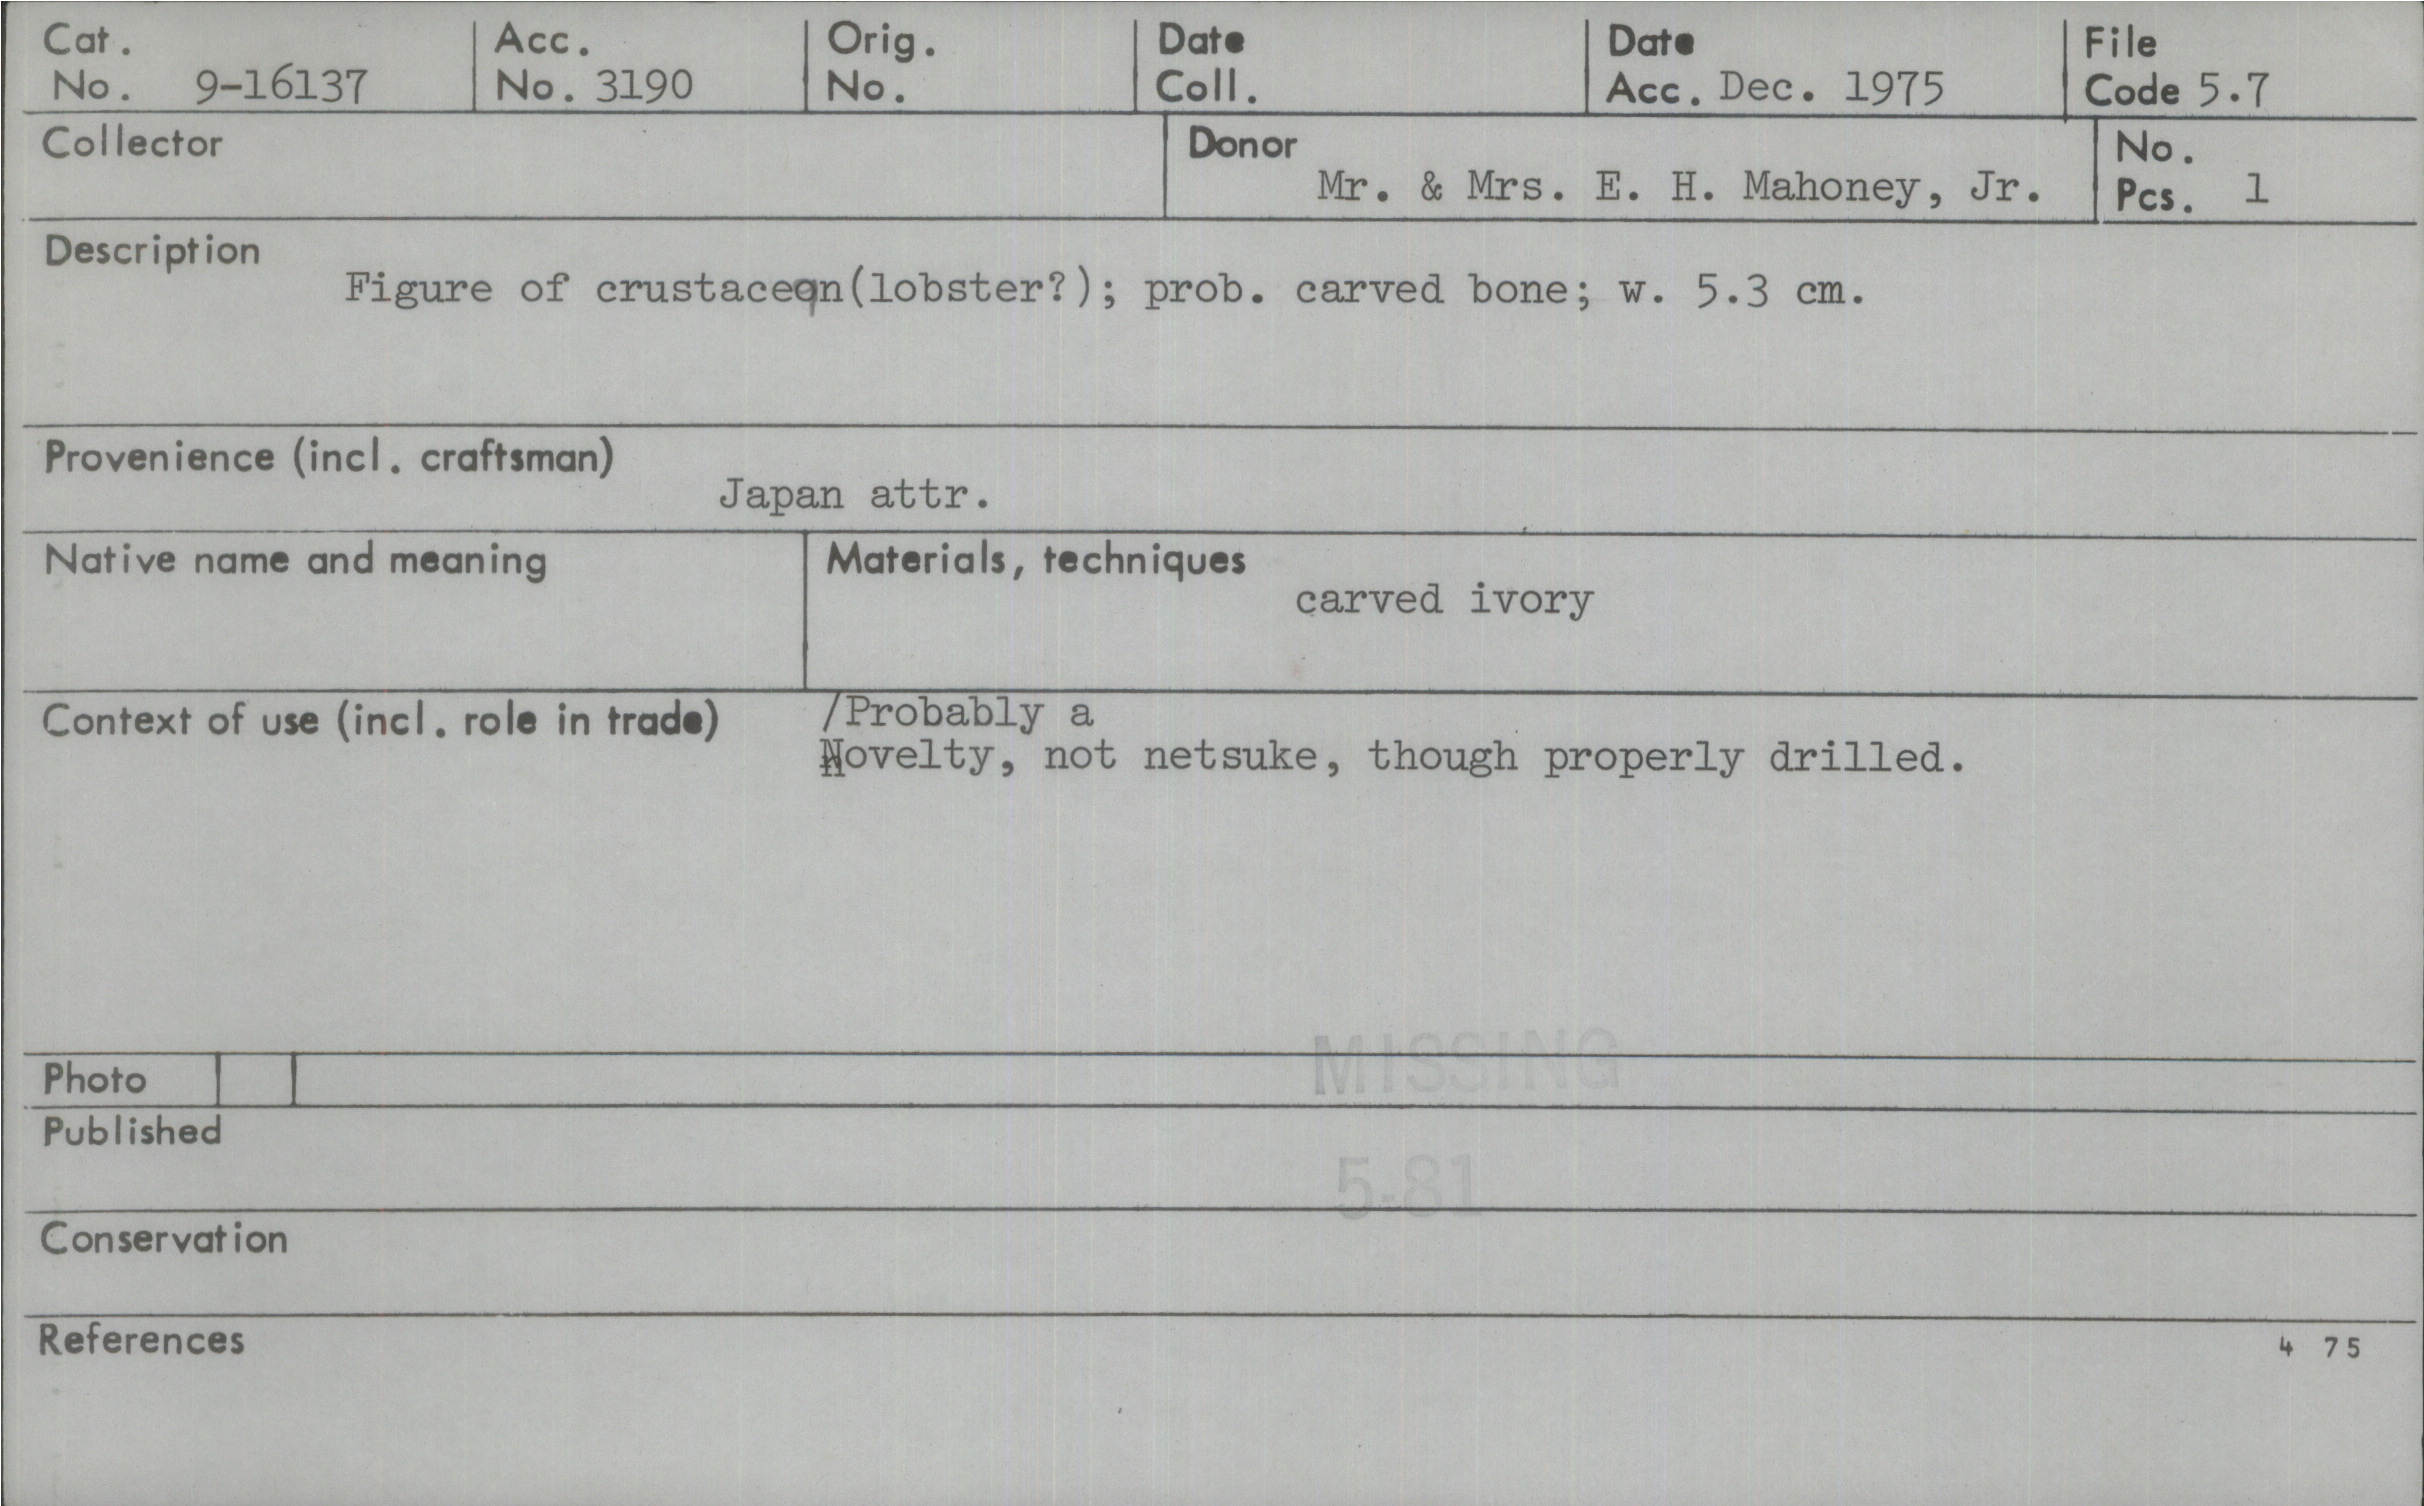 Cat. Acc. Orig. Date Date File
No. 9-16137 No. 3190 No. Coll. Acc. Dec. 1975 Code 5.7
Collector Donor No.
Mr. & Mrs. E. H. Mahoney, Jr. Pcs. 1
Description
Figure of crustacean(lobster?); prob. carved bone; w. 5.3 cm.
Provenience (incl. craftsman)
Japan attr.
Native name and meaning Materials, techniques
carved ivory
Context of use (incl. role in trade) /Probably a
Novelty, not netsuke, though properly drilled.
MISSING
Photo
Published
5-81
Conservation
References 4 75